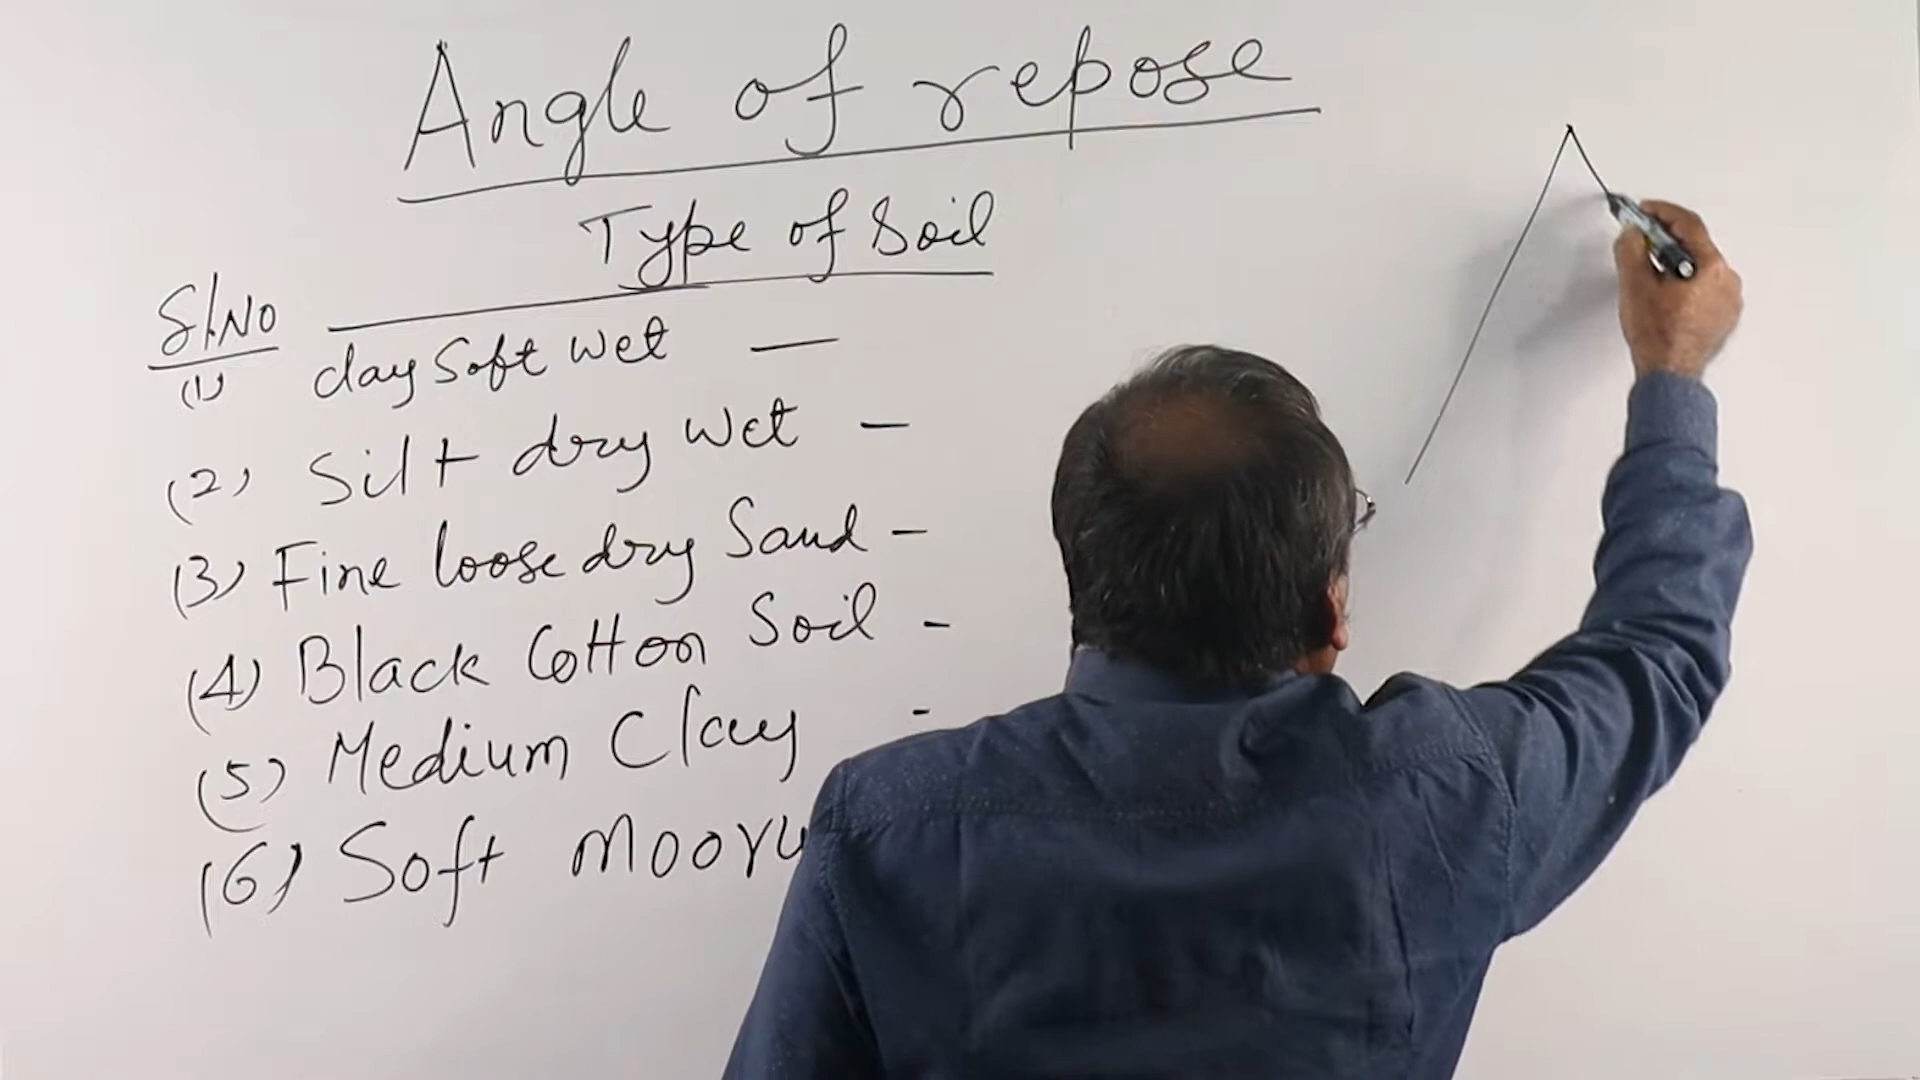 Angle of repose
Type of Soil
Sl.No
(1) Clay Soft Wet —
(2) Silt dry Wet —
(3) Fine loose dry Sand -
(4) Black Cotton Soil -
(5) Medium Clay -
(6) Soft